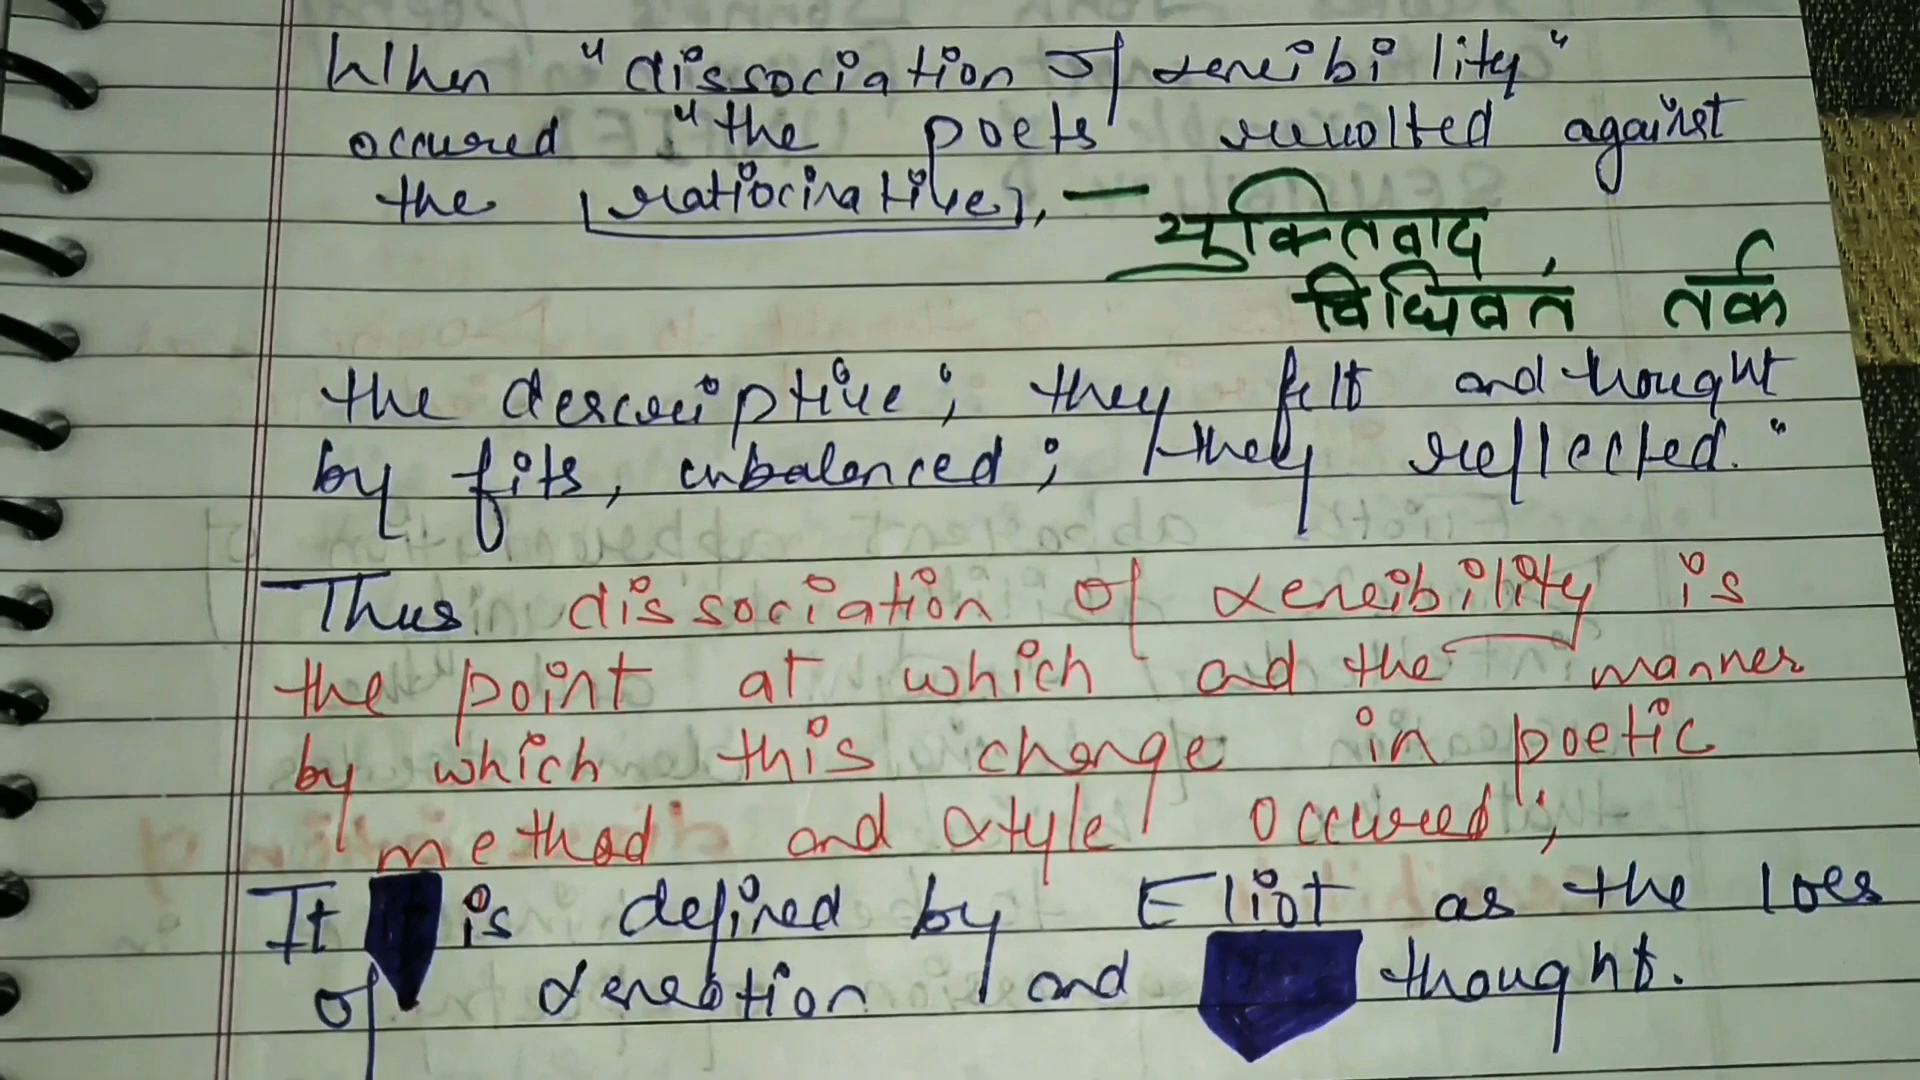 When "dissociation of sensibility"
occured "the poets revolted against
the ratiocinative, —
युक्तिवाद,
विधिवत तर्क
the descriptive; they felt and thought
by fits, unbalanced; they reflected."
Thus dissociation of sensibility is
the point at which ad the manner
by which this change in poetic
method and style occured;
It is defined by Eliot as the loss
of and thought.